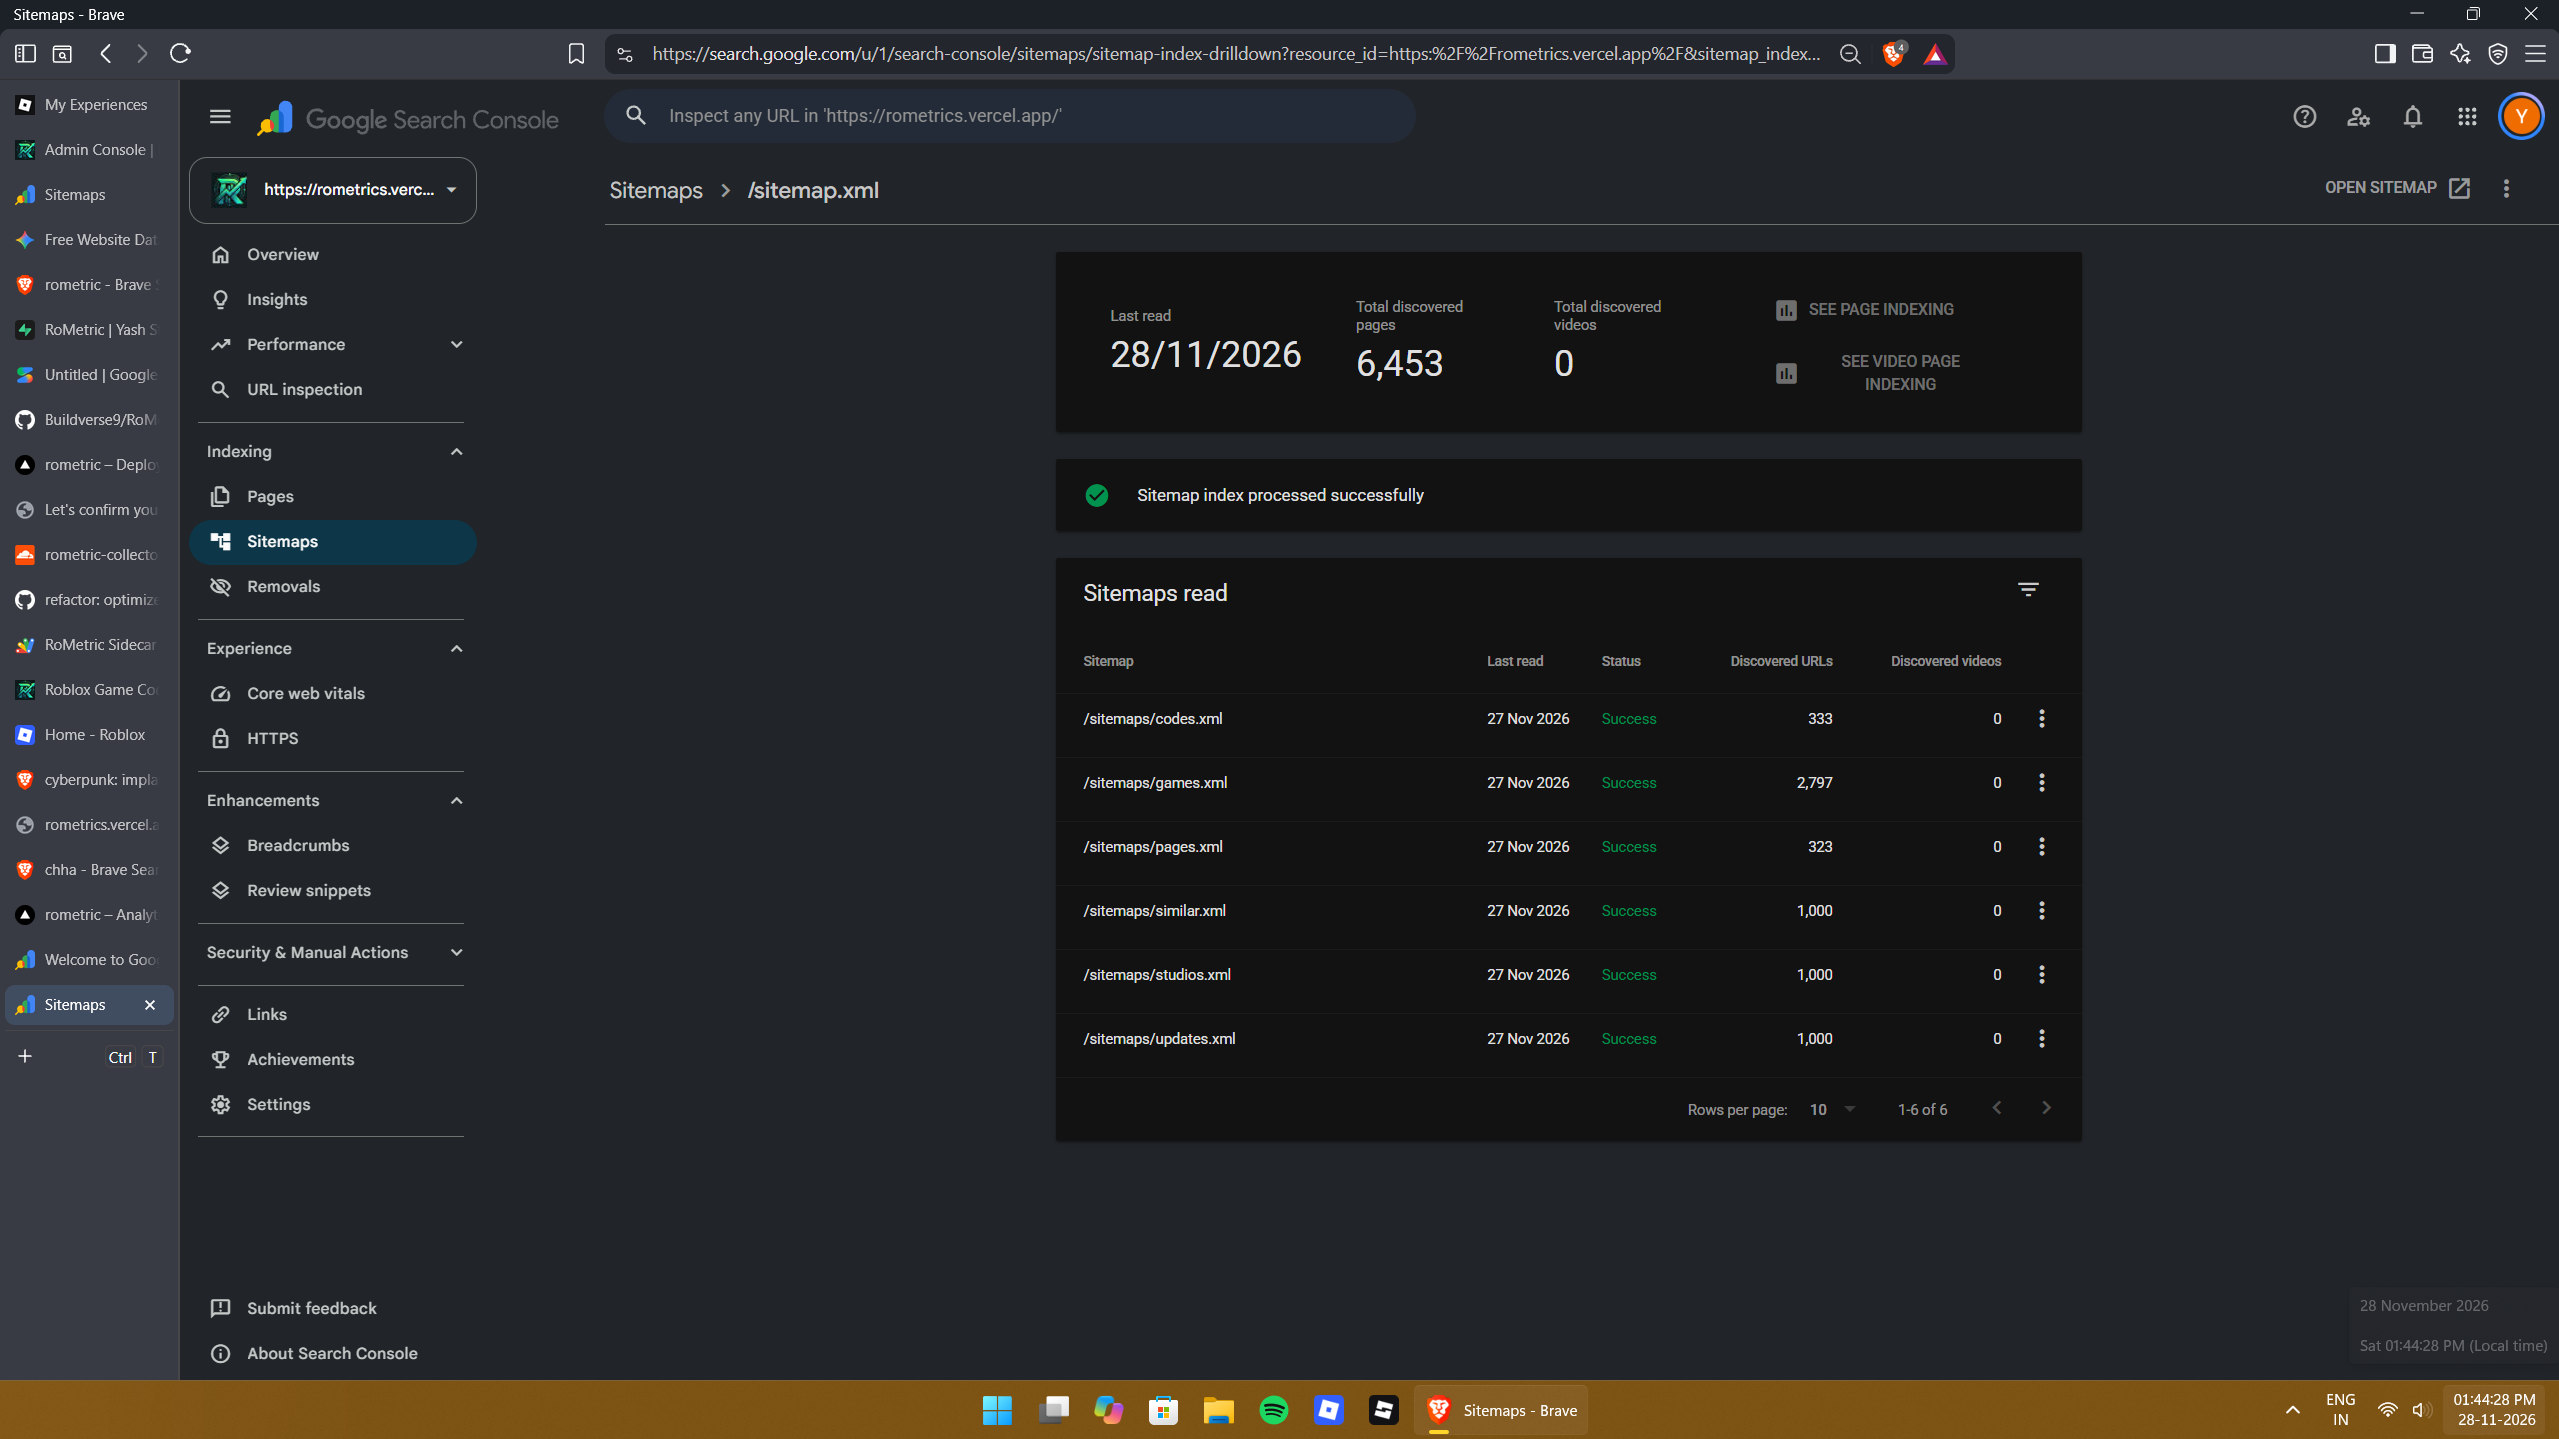 Sitemaps - Brave
https://search.google.com/u/1/search-console/sitemaps/sitemap-index-drilldown?resource_id=https:%2F%2Frometrics.vercel.app%2F&sitemap_index...
4
My Experiences
Admin Console |
Sitemaps
Free Website Dat
rometric - Brave S
RoMetric | Yash S
Untitled | Google
Buildverse9/RoM
rometric – Deplo
Let's confirm you
rometric-collecto
refactor: optimize
RoMetric Sidecar
Roblox Game Co
Home - Roblox
cyberpunk: impla
rometrics.vercel.a
chha - Brave Sea
rometric – Analyt
Welcome to Goo
Sitemaps
Ctrl T
Google Search Console
Inspect any URL in 'https://rometrics.vercel.app/'
Y
https://rometrics.verc...
Overview
Insights
Performance
URL inspection
Indexing
Pages
Sitemaps
Removals
Experience
Core web vitals
HTTPS
Enhancements
Breadcrumbs
Review snippets
Security & Manual Actions
Links
Achievements
Settings
Submit feedback
About Search Console
Sitemaps > /sitemap.xml
OPEN SITEMAP
Last read
28/11/2026
Total discovered
pages
6,453
Total discovered
videos
0
SEE PAGE INDEXING
SEE VIDEO PAGE
INDEXING
Sitemap index processed successfully
Sitemaps read
Sitemap Last read Status Discovered URLs Discovered videos
/sitemaps/codes.xml 27 Nov 2026 Success 333 0
/sitemaps/games.xml 27 Nov 2026 Success 2,797 0
/sitemaps/pages.xml 27 Nov 2026 Success 323 0
/sitemaps/similar.xml 27 Nov 2026 Success 1,000 0
/sitemaps/studios.xml 27 Nov 2026 Success 1,000 0
/sitemaps/updates.xml 27 Nov 2026 Success 1,000 0
Rows per page: 10 1-6 of 6
28 November 2026
Sat 01:44:28 PM (Local time)
Sitemaps - Brave
ENG
IN
01:44:28 PM
28-11-2026